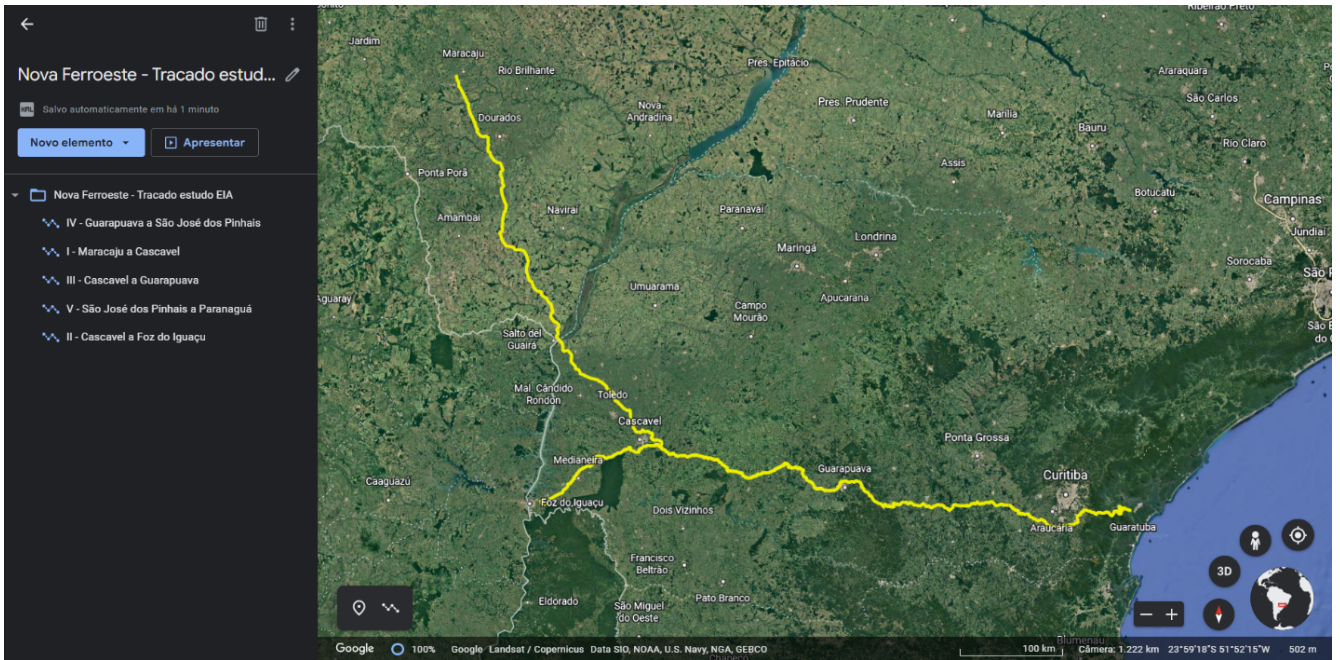 Nova Ferroeste - Tracado estud...
Salvo automaticamente em há 1 minuto
Novo elemento
Apresentar
Nova Ferroeste - Tracado estudo EIA
IV - Guarapuava a São José dos Pinhais
I - Maracaju a Cascavel
III - Cascavel a Guarapuava
V - São José dos Pinhais a Paranaguá
II - Cascavel a Foz do Iguaçu
Ribeirão Preto
Jardim
Maracaju
Rio Brilhante
Pres. Epitácio
Araraquara
São Carlos
Nova
Andradina
Pres. Prudente
Dourados
Marília
Bauru
Rio Claro
Assis
Ponta Porã
Botucatu
Campinas
Amambai
Naviraí
Paranavaí
Jundiaí
Maringá
Londrina
Sorocaba
São P
Umuarama
Apucarana
Campo
Mourão
Salto del
Guairá
Mal. Cândido
Rondon
Toledo
Cascavel
Ponta Grossa
Medianeira
Guarapuava
Curitiba
Caaguazú
Foz do Iguaçu
Dois Vizinhos
Araucária
Guaratuba
Francisco
Beltrão
3D
Eldorado
São Miguel
do Oeste
Pato Branco
Blumenau
Chapecó
Google
100%
Google Landsat / Copernicus Data SIO, NOAA, U.S. Navy, NGA, GEBCO
100 km
Câmera: 1.222 km 23°59'18"S 51°52'15"W 502 m